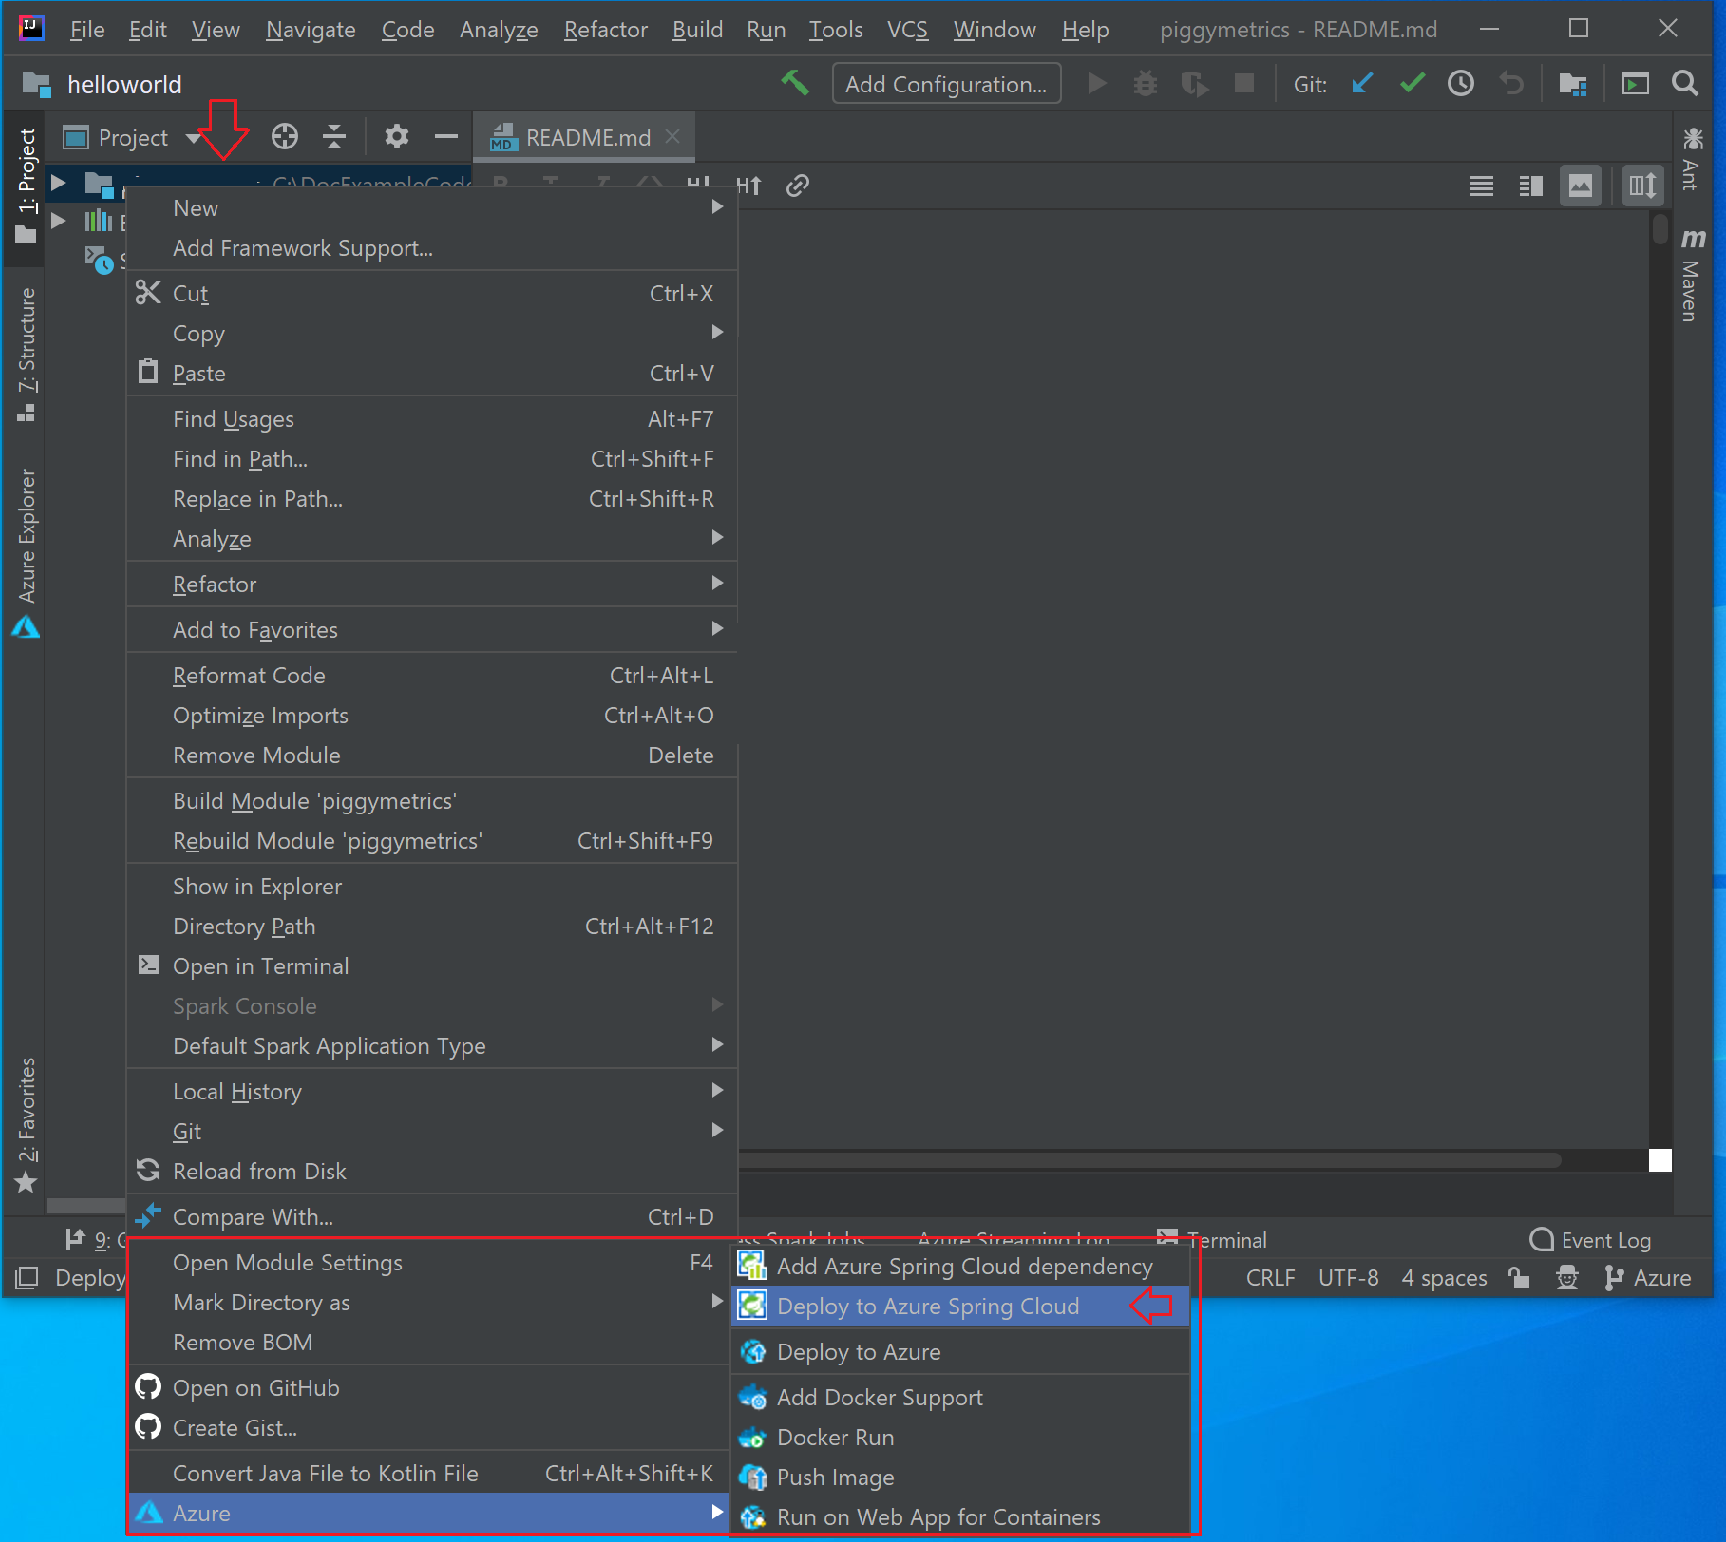 File Edit View Navigate Code Analyze Refactor Build Run Tools VCS Window Help piggymetrics - README.md
helloworld Add Configuration... Git:
Project README.md
C:\DocExampleCode
1: Project
7: Structure
Azure Explorer
2: Favorites
Ant
Maven
New
Add Framework Support...
Cut Ctrl+X
Copy
Paste Ctrl+V
Find Usages Alt+F7
Find in Path... Ctrl+Shift+F
Replace in Path... Ctrl+Shift+R
Analyze
Refactor
Add to Favorites
Reformat Code Ctrl+Alt+L
Optimize Imports Ctrl+Alt+O
Remove Module Delete
Build Module 'piggymetrics'
Rebuild Module 'piggymetrics' Ctrl+Shift+F9
Show in Explorer
Directory Path Ctrl+Alt+F12
Open in Terminal
Spark Console
Default Spark Application Type
Local History
Git
Reload from Disk
Compare With... Ctrl+D
Open Module Settings F4
Mark Directory as
Remove BOM
Open on GitHub
Create Gist...
Convert Java File to Kotlin File Ctrl+Alt+Shift+K
Azure
Add Azure Spring Cloud dependency
Deploy to Azure Spring Cloud
Deploy to Azure
Add Docker Support
Docker Run
Push Image
Run on Web App for Containers
9: Spark Jobs Azure Streaming Log Terminal Event Log
Deploy CRLF UTF-8 4 spaces Azure